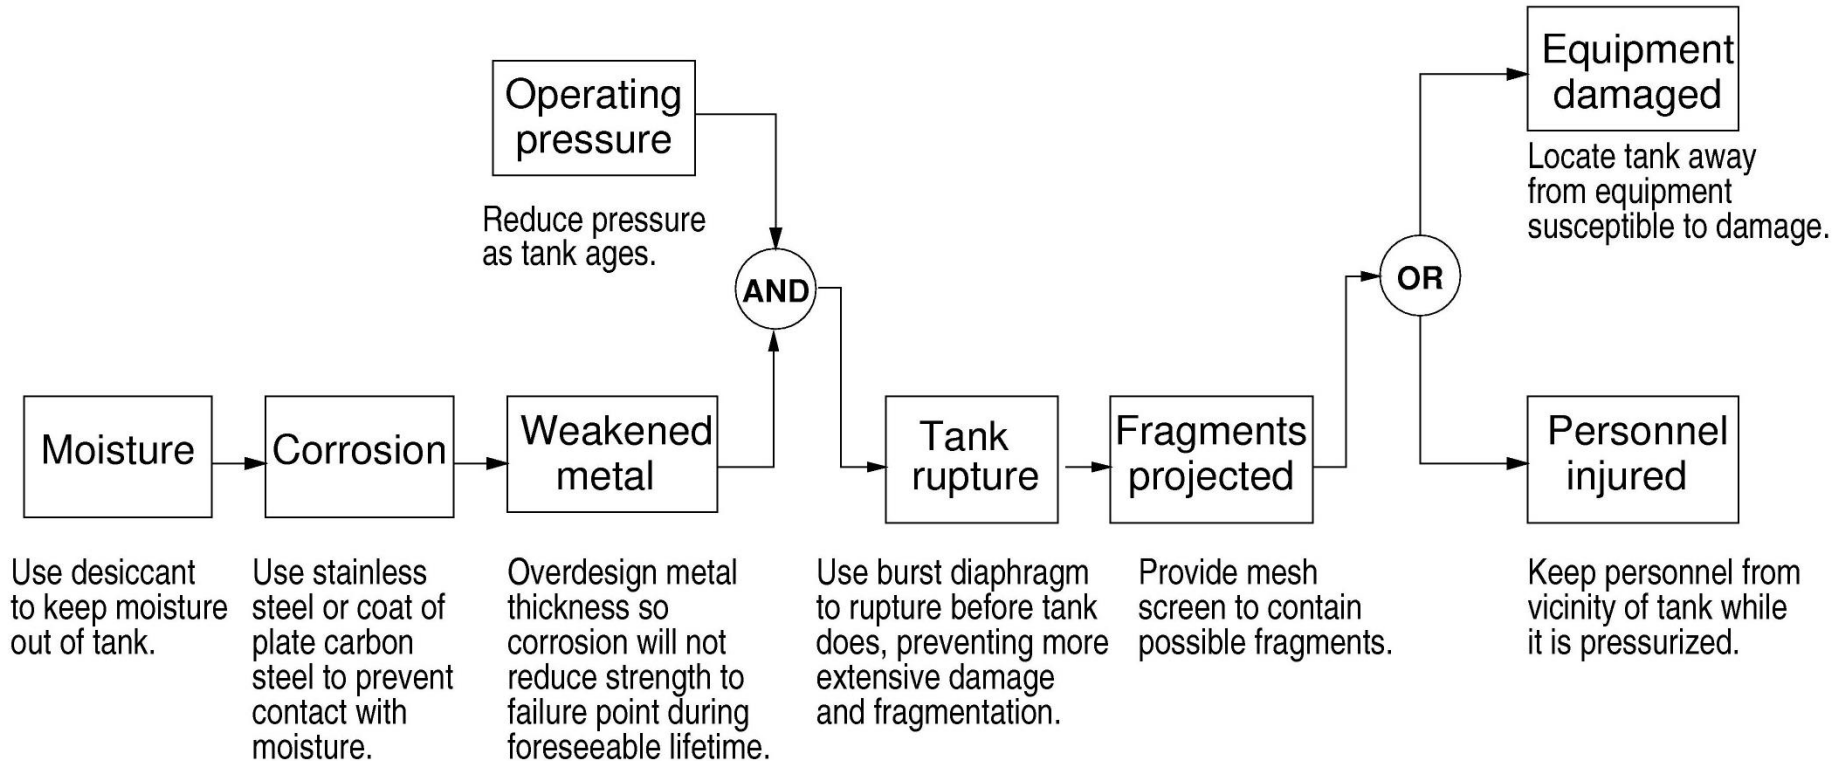 Equipment
damaged
Locate tank away
from equipment
susceptible to damage.
Operating
pressure
Reduce pressure
as tank ages.
AND
OR
Moisture
Corrosion
Weakened
metal
Tank
rupture
Fragments
projected
Personnel
injured
Use desiccant
to keep moisture
out of tank.
Use stainless
steel or coat of
plate carbon
steel to prevent
contact with
moisture.
Overdesign metal
thickness so
corrosion will not
reduce strength to
failure point during
foreseeable lifetime.
Use burst diaphragm
to rupture before tank
does, preventing more
extensive damage
and fragmentation.
Provide mesh
screen to contain
possible fragments.
Keep personnel from
vicinity of tank while
it is pressurized.